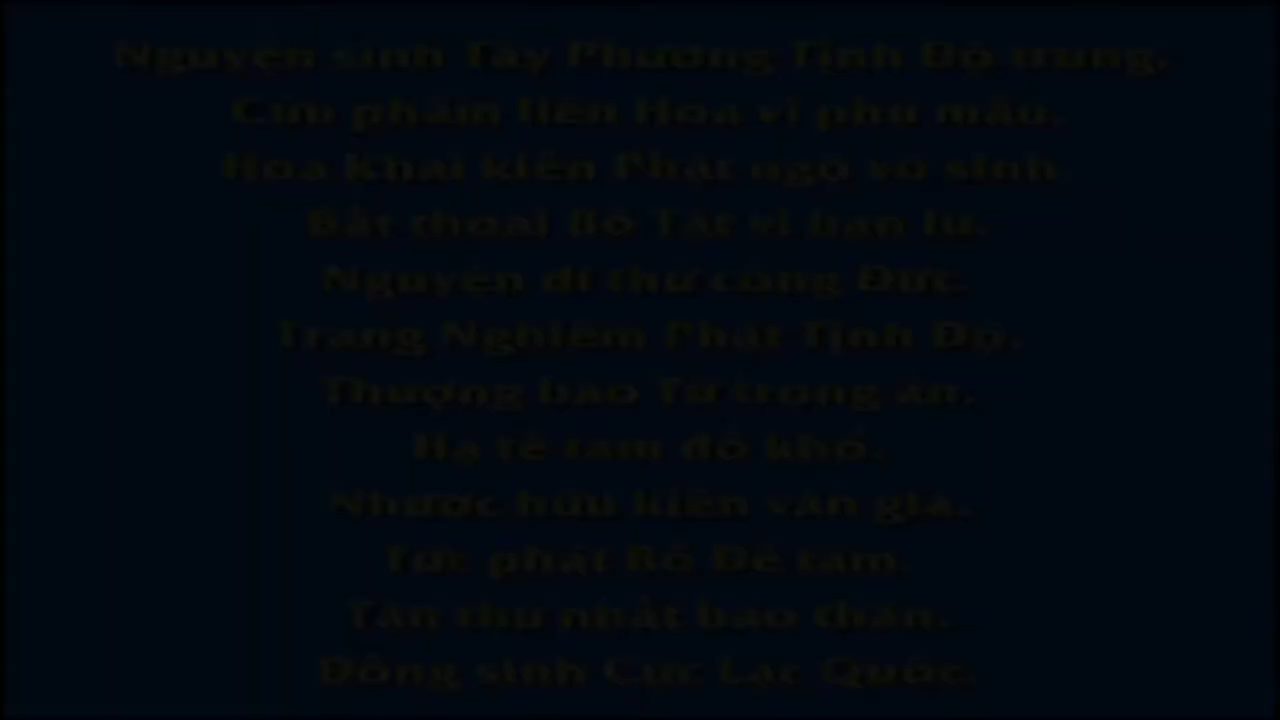 Nguyện sinh Tây Phương Tịnh Độ trung,
Cửu phẩm liên Hoa vi phụ mẫu.
Hoa Khai kiến Phật ngộ vô sinh
Bất thoái Bồ Tát vi bạn lữ.
Nguyện dĩ thử công Đức.
Trang Nghiêm Phật Tịnh Độ.
Thượng báo Tứ trọng ân.
Hạ tế tam đồ khổ.
Nhược hữu kiến văn giả.
Tức phát Bồ Đề tâm.
Tận thử nhất báo thân.
Đồng sinh Cực Lạc Quốc.